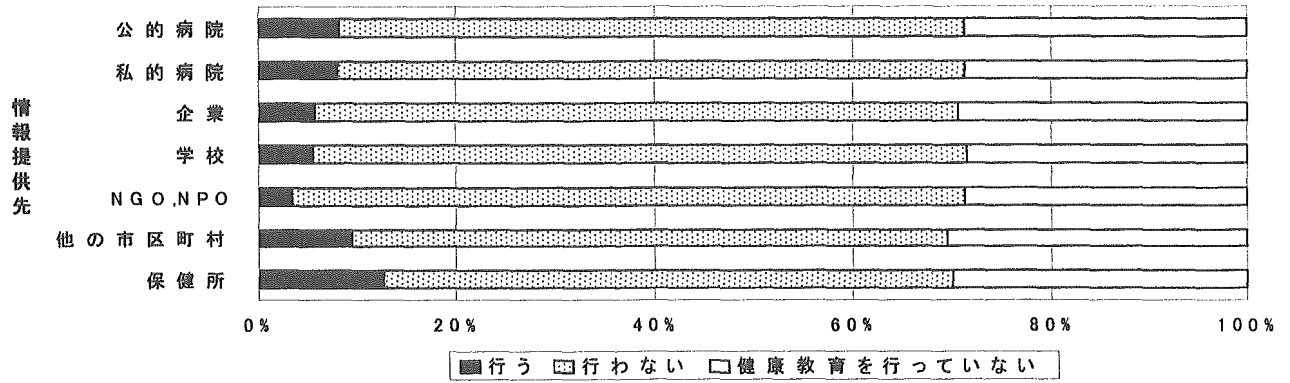 公的病院
私的病院
企業
学校
NGO,NPO
他の市区町村
保健所
情報提供先
0% 20% 40% 60% 80% 100%
行う 行わない 健康教育を行っていない